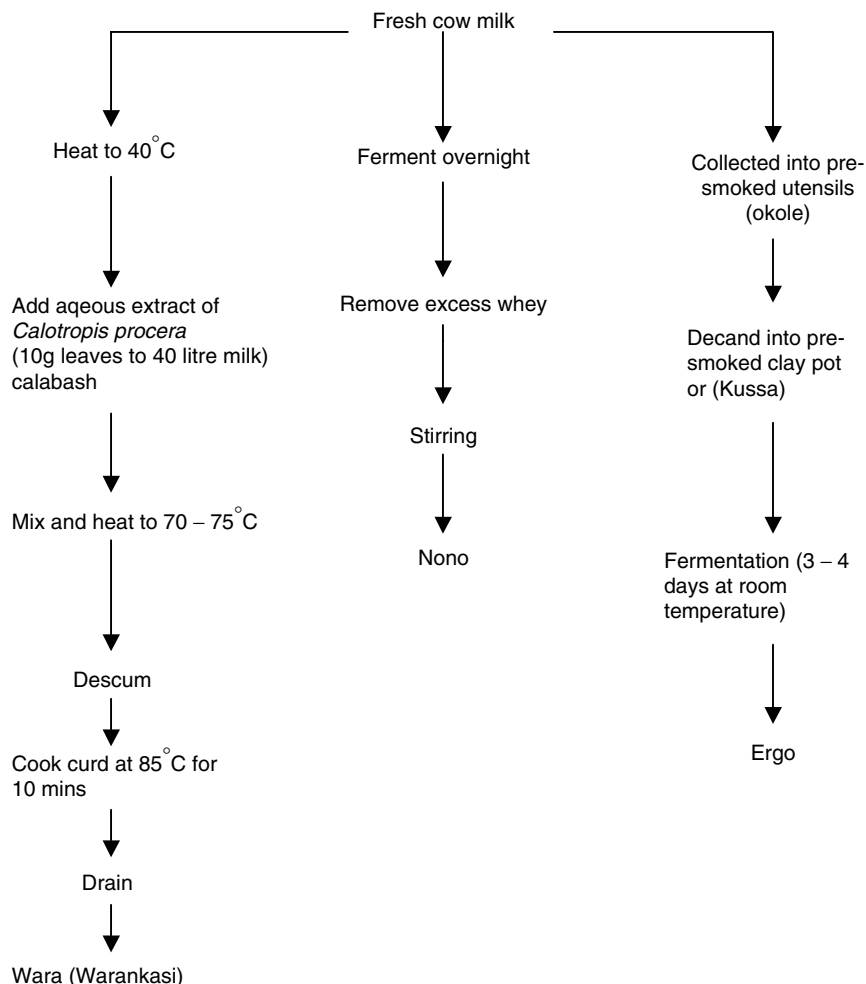 Fresh cow milk
Heat to 40°C
Add aqeous extract of
Calotropis procera
(10g leaves to 40 litre milk)
calabash
Mix and heat to 70 – 75°C
Descum
Cook curd at 85°C for
10 mins
Drain
Wara (Warankasi)
Ferment overnight
Remove excess whey
Stirring
Nono
Collected into pre-
smoked utensils
(okole)
Decand into pre-
smoked clay pot
or (Kussa)
Fermentation (3 – 4
days at room
temperature)
Ergo